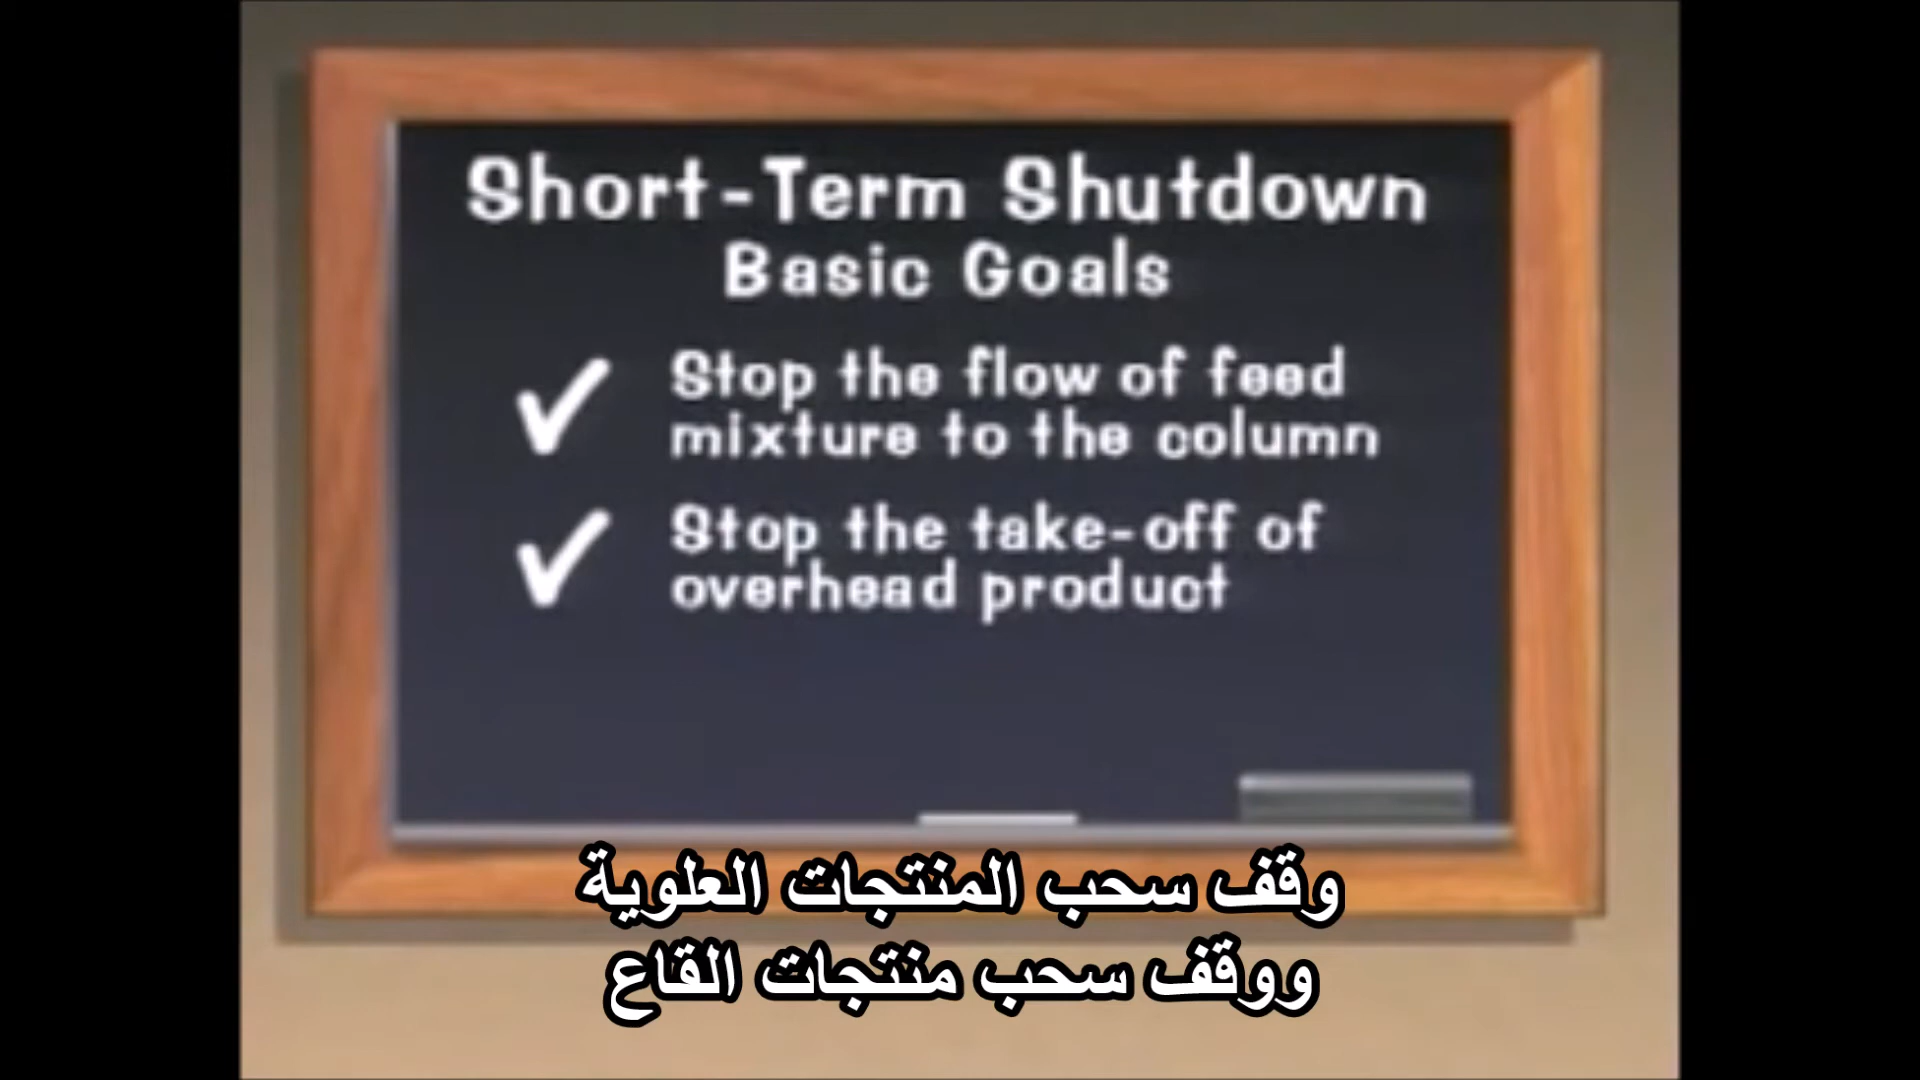 Short-Term Shutdown
Basic Goals
✓ Stop the flow of feed
mixture to the column
✓ Stop the take-off of
overhead product
وقف سحب المنتجات العلوية
ووقف سحب منتجات القاع